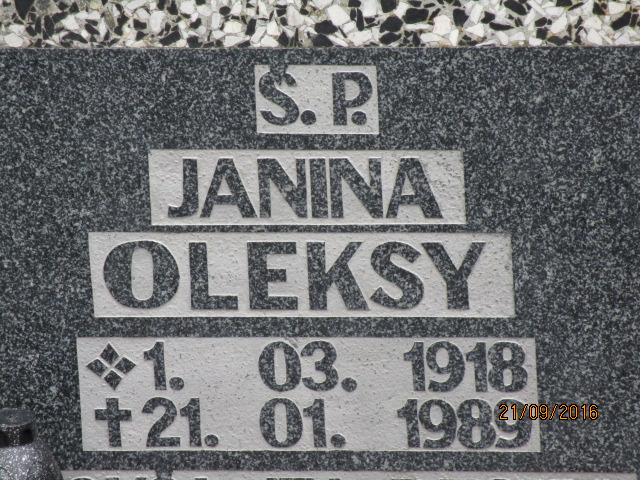 Ś.P.
JANINA
OLEKSY
1. 03. 1918
✝ 21. 01. 1989
21/09/2016